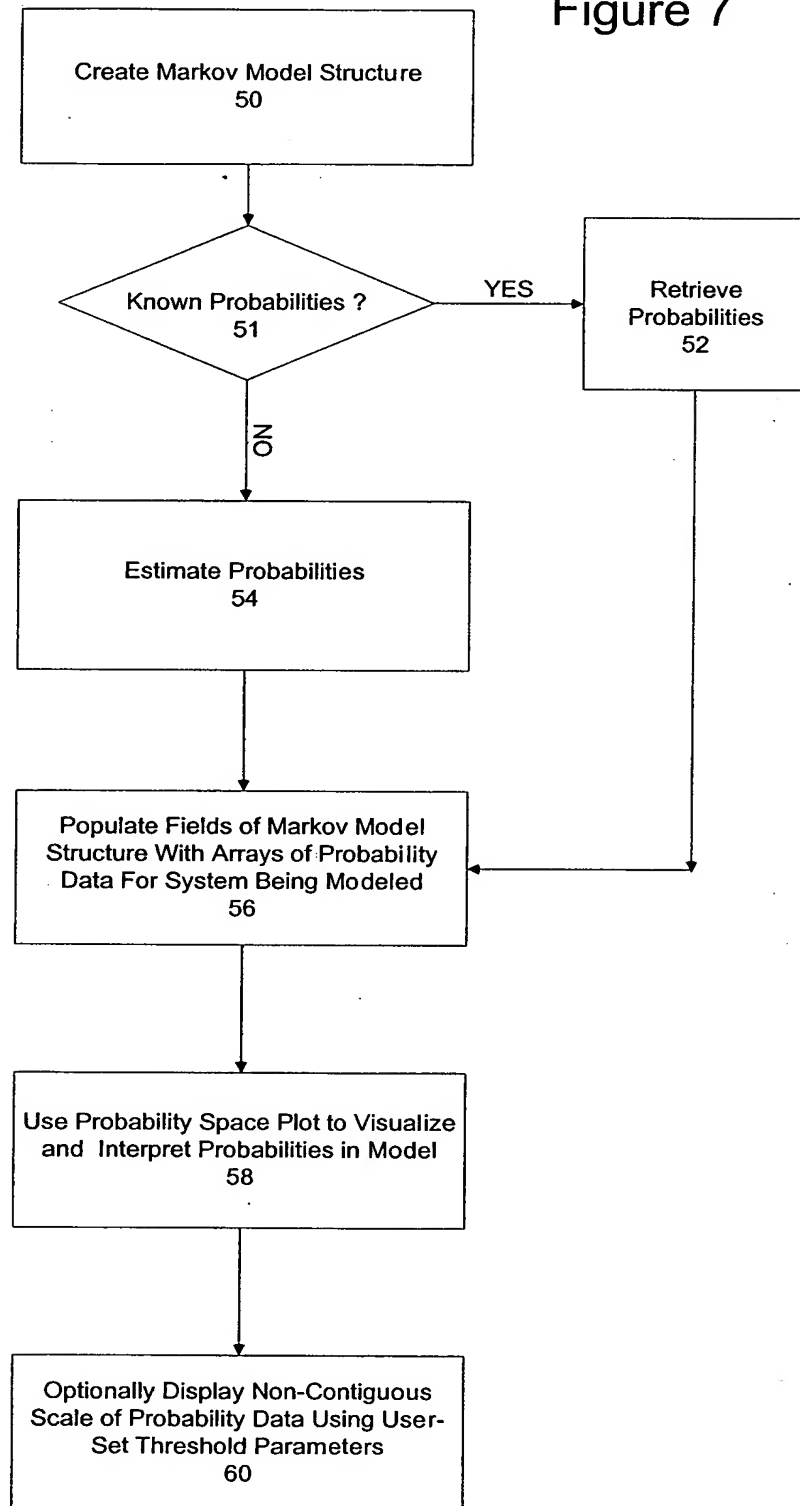 Figure 7
Create Markov Model Structure
50
Known Probabilities ?
51
YES
Retrieve
Probabilities
52
NO
Estimate Probabilities
54
Populate Fields of Markov Model
Structure With Arrays of Probability
Data For System Being Modeled
56
Use Probability Space Plot to Visualize
and Interpret Probabilities in Model
58
Optionally Display Non-Contiguous
Scale of Probability Data Using User-
Set Threshold Parameters
60